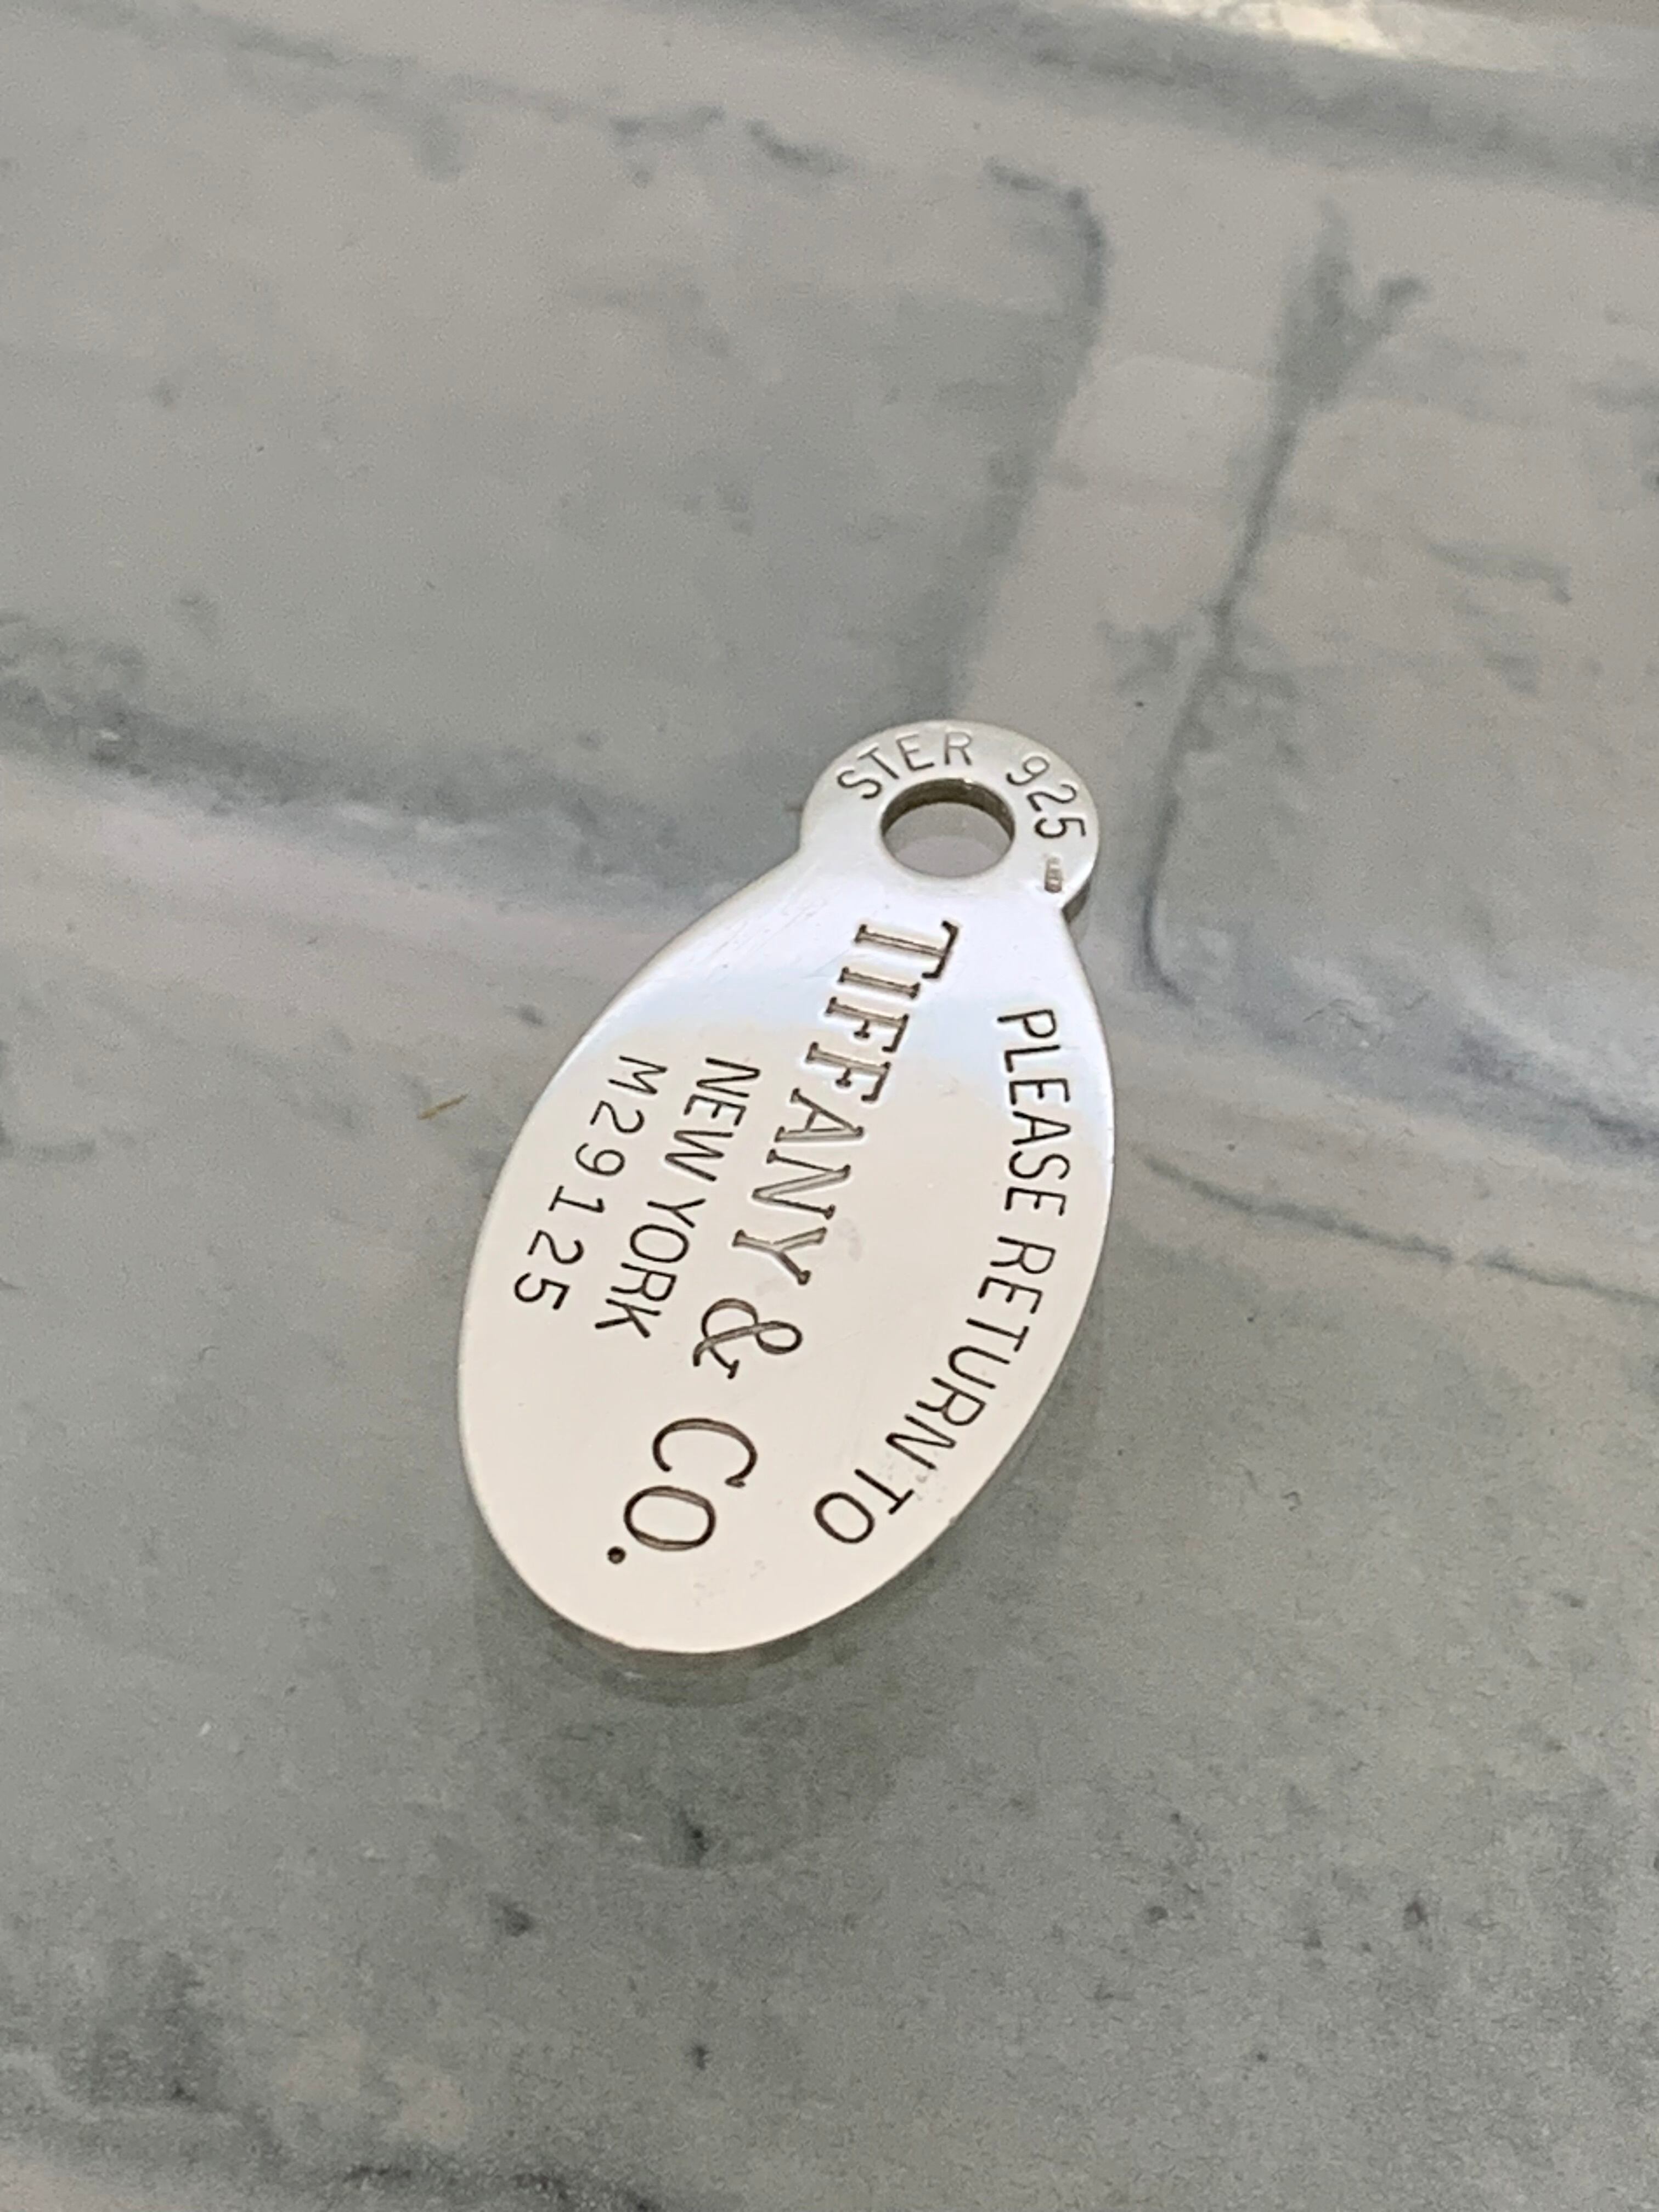 STER 925
PLEASE RETURN TO
TIFFANY & CO.
NEW YORK
M29125